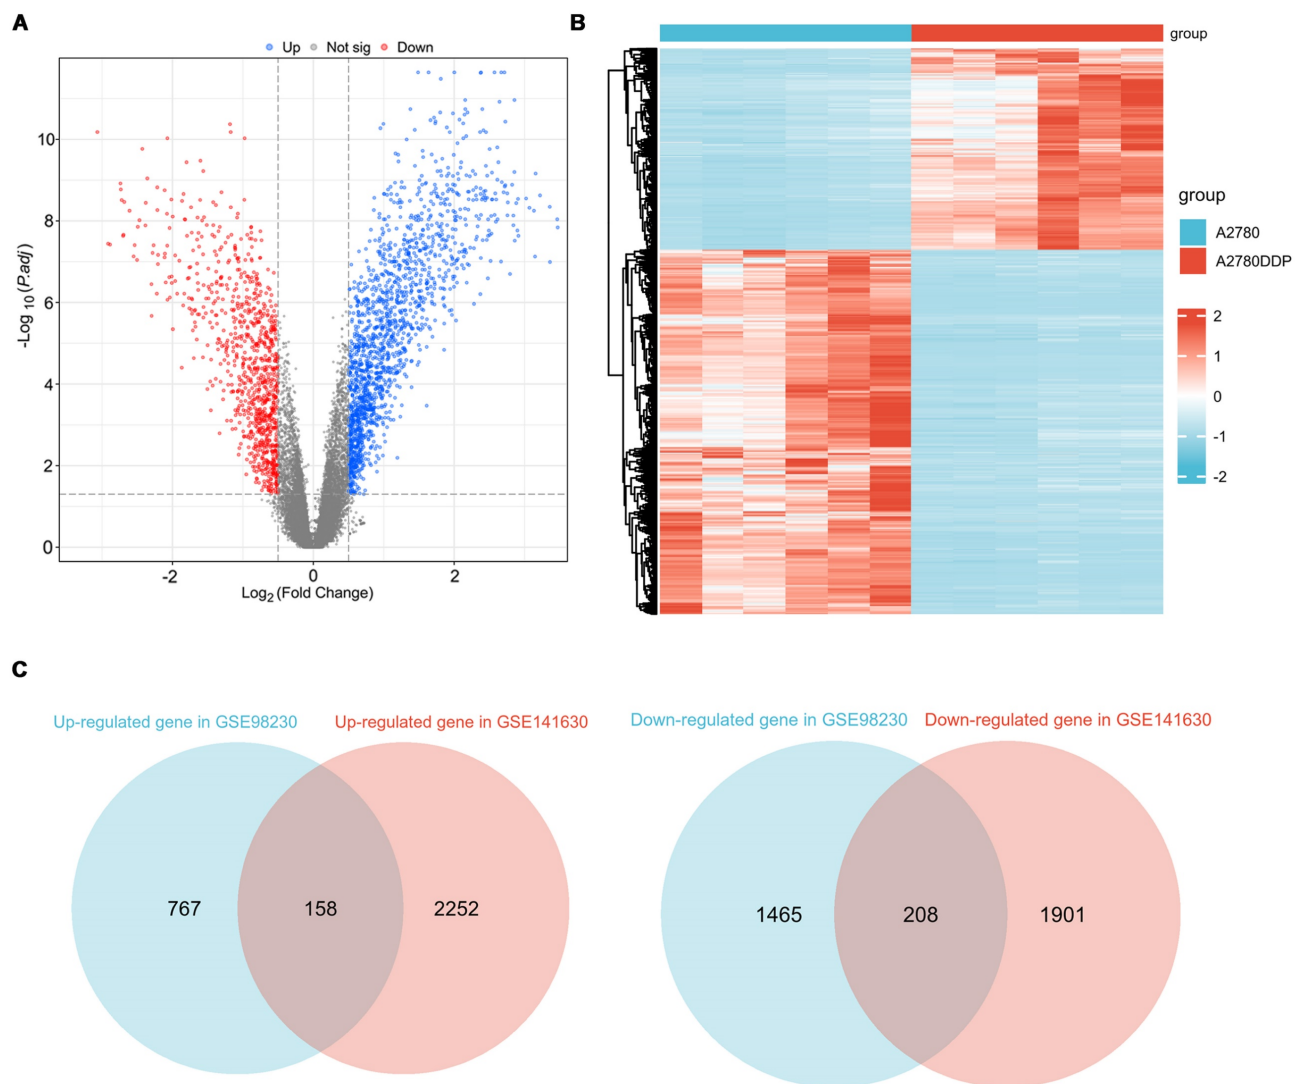 A
Up Not sig Down
-Log 10 (P.adj)
10
8
6
4
2
0
-2 0 2
Log2 (Fold Change)
B
group
group
A2780
A2780DDP
2
1
0
-1
-2
C
Up-regulated gene in GSE98230 Up-regulated gene in GSE141630
767 158 2252
Down-regulated gene in GSE98230 Down-regulated gene in GSE141630
1465 208 1901